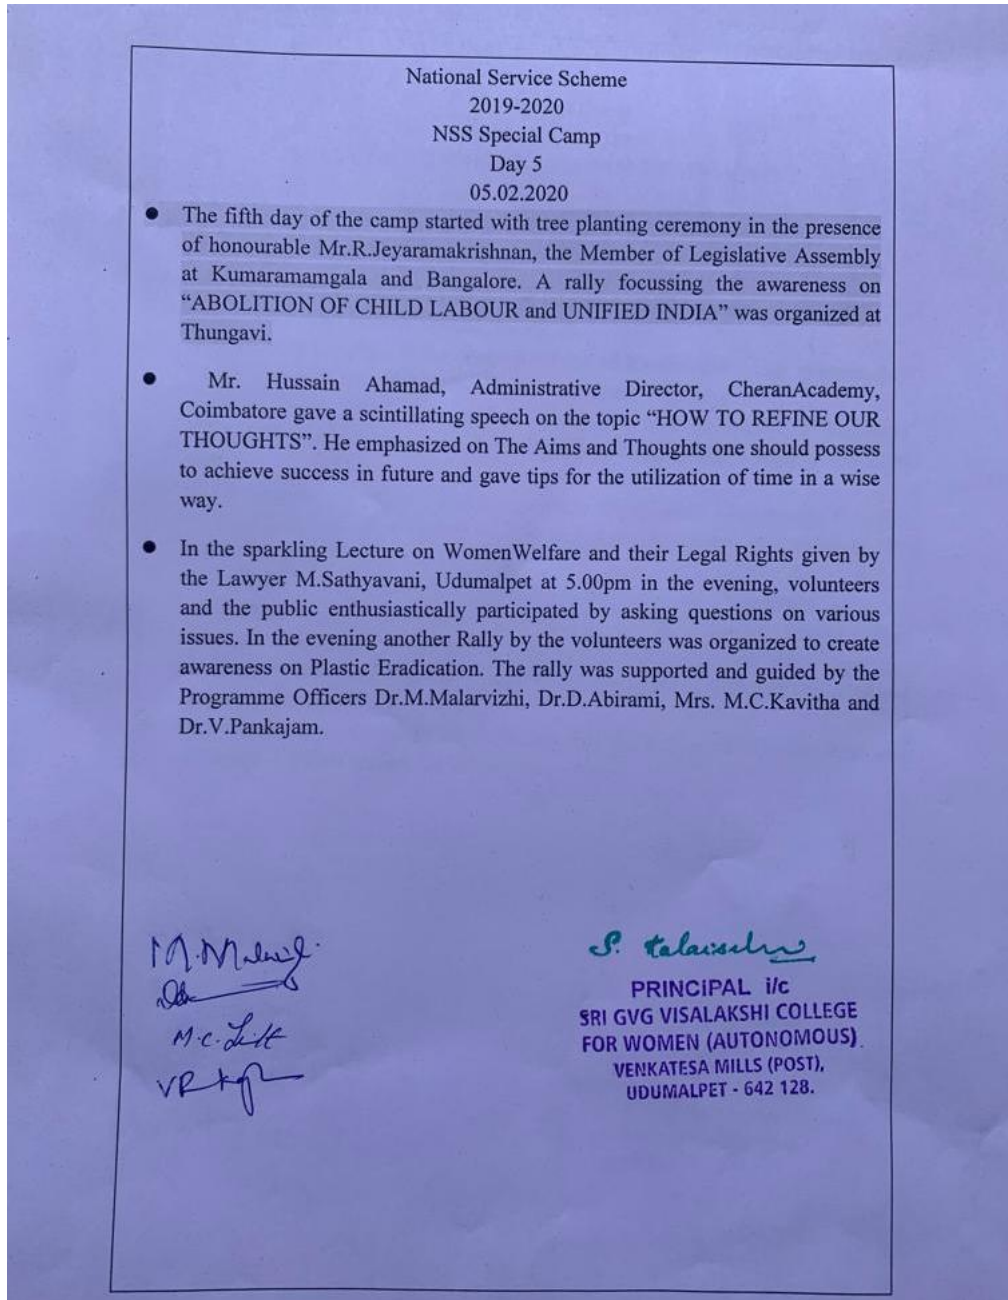 National Service Scheme
2019-2020
NSS Special Camp
Day 5
05.02.2020
● The fifth day of the camp started with tree planting ceremony in the presence
of honourable Mr.R.Jeyaramakrishnan, the Member of Legislative Assembly
at Kumaramamgala and Bangalore. A rally focussing the awareness on
“ABOLITION OF CHILD LABOUR and UNIFIED INDIA” was organized at
Thungavi.
● Mr. Hussain Ahamad, Administrative Director, CheranAcademy,
Coimbatore gave a scintillating speech on the topic “HOW TO REFINE OUR
THOUGHTS”. He emphasized on The Aims and Thoughts one should possess
to achieve success in future and gave tips for the utilization of time in a wise
way.
● In the sparkling Lecture on WomenWelfare and their Legal Rights given by
the Lawyer M.Sathyavani, Udumalpet at 5.00pm in the evening, volunteers
and the public enthusiastically participated by asking questions on various
issues. In the evening another Rally by the volunteers was organized to create
awareness on Plastic Eradication. The rally was supported and guided by the
Programme Officers Dr.M.Malarvizhi, Dr.D.Abirami, Mrs. M.C.Kavitha and
Dr.V.Pankajam.
M.C.
S. Kalaiselvi
PRINCIPAL i/c
SRI GVG VISALAKSHI COLLEGE
FOR WOMEN (AUTONOMOUS)
VENKATESA MILLS (POST),
UDUMALPET - 642 128.